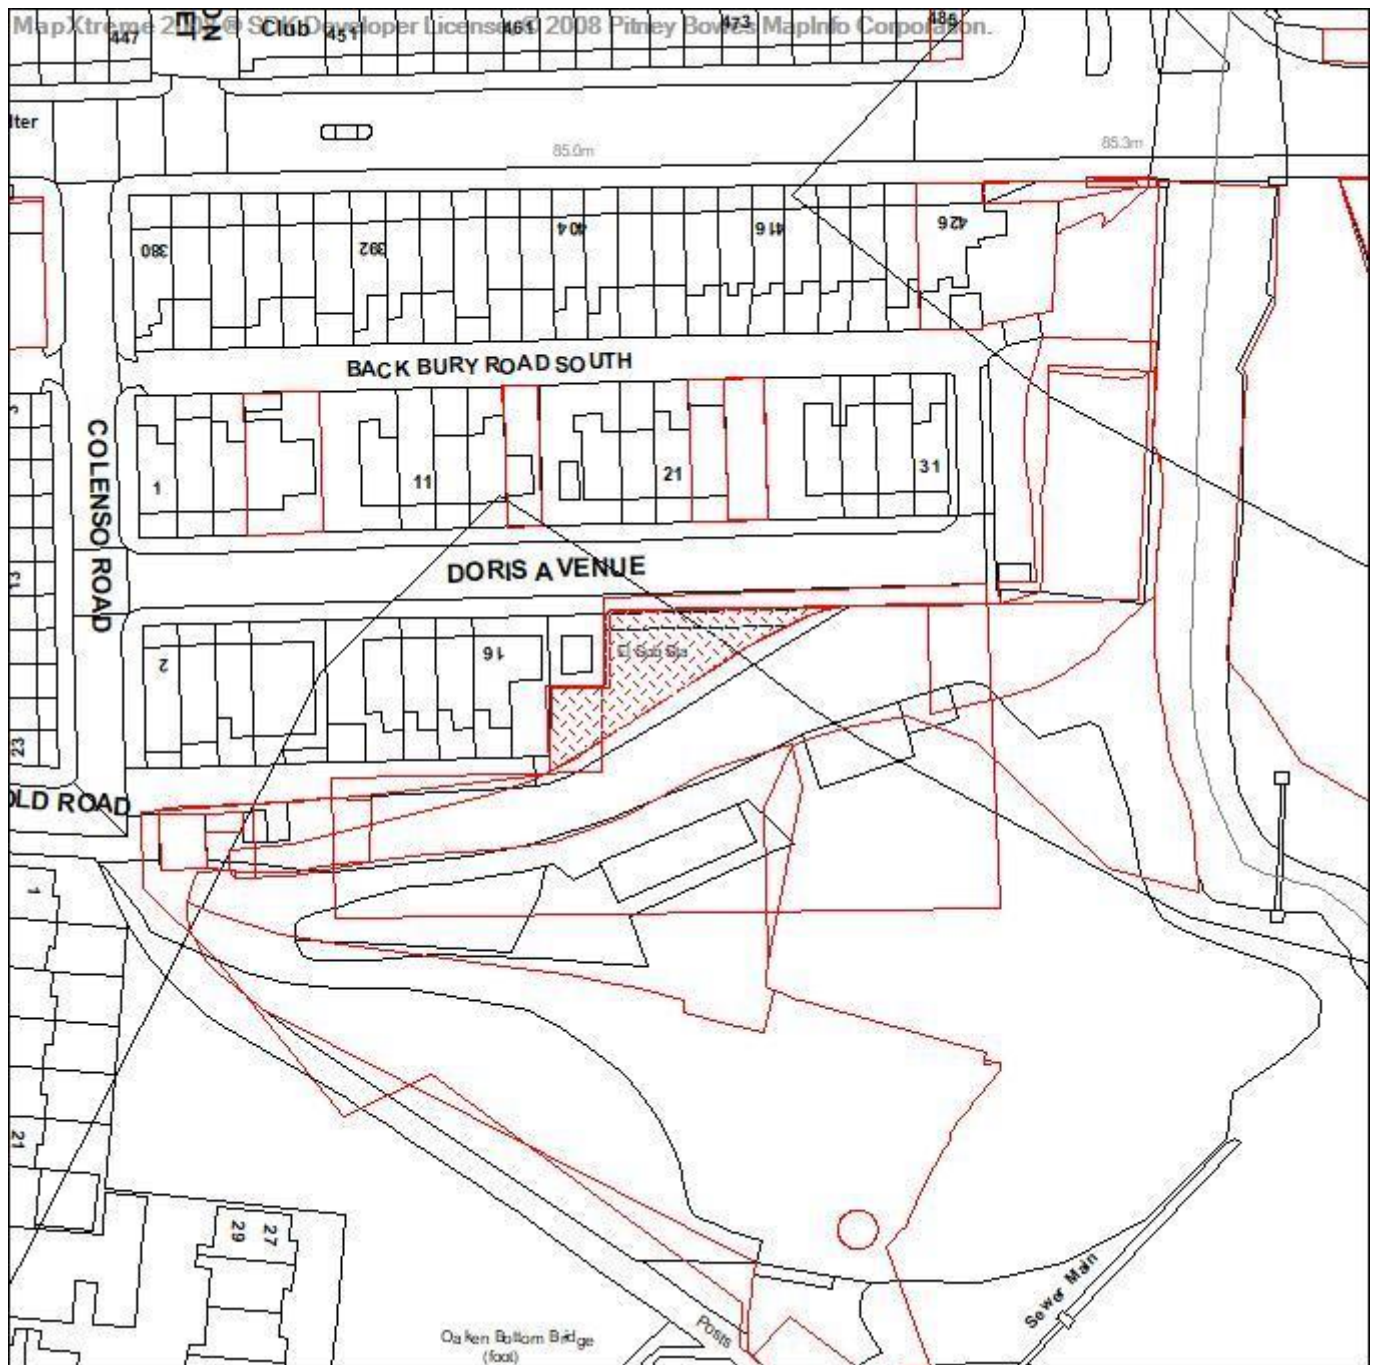 MapXtreme 2008 ® SDK Developer License © 2008 Pitney Bowes MapInfo Corporation.
447
Club
451
461
473
485
85.0m
85.3m
380
392
404
416
426
BACK BURY ROAD SOUTH
COLENSO ROAD
1
11
21
31
DORIS AVENUE
13
2
16
El Sub Sta
23
OLD ROAD
1
21
29
27
Sewer Main
Posts
Oaken Bottom Bridge
(foot)